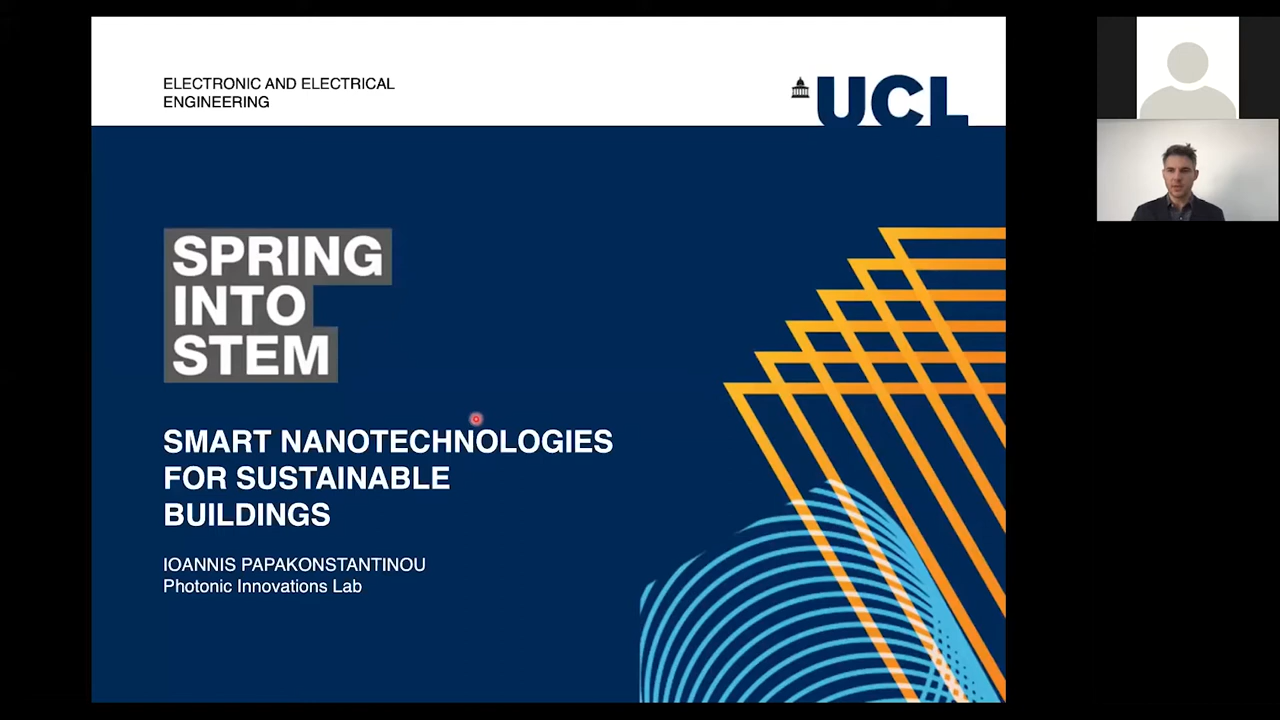 ELECTRONIC AND ELECTRICAL
ENGINEERING
UCL
SPRING
INTO
STEM
SMART NANOTECHNOLOGIES
FOR SUSTAINABLE
BUILDINGS
IOANNIS PAPAKONSTANTINOU
Photonic Innovations Lab